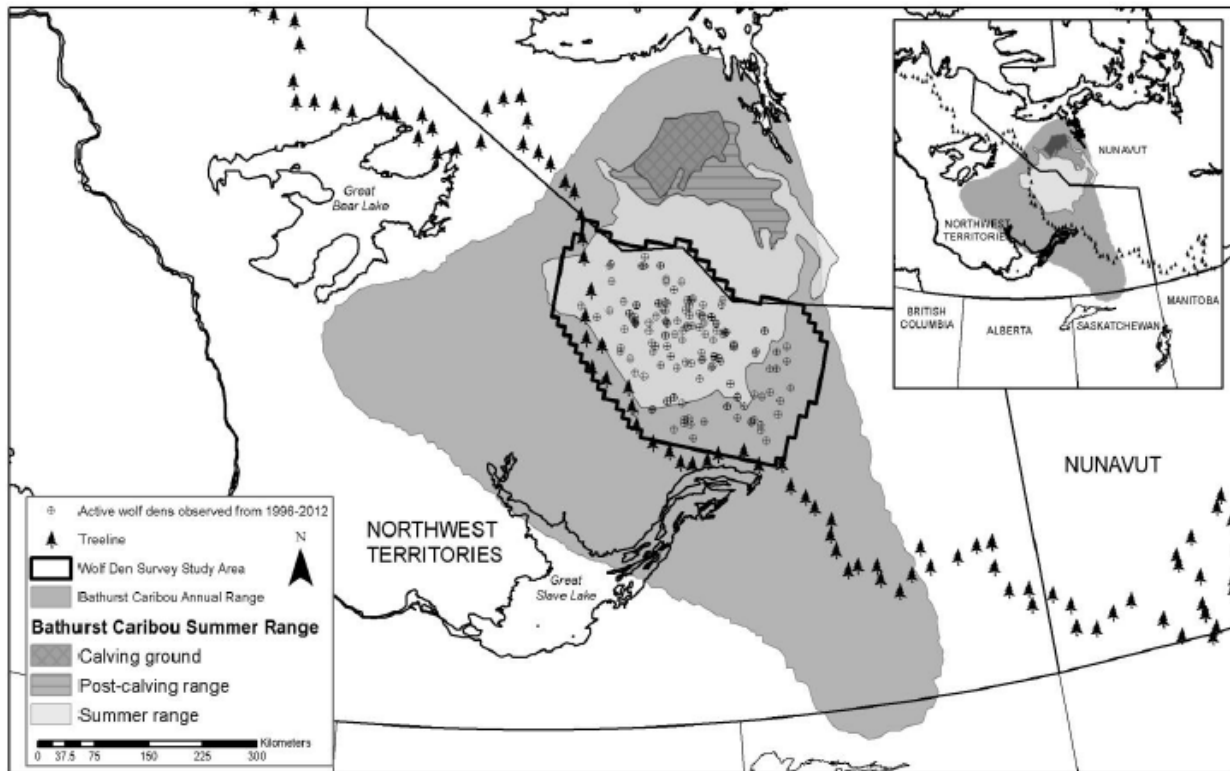 Great
Bear Lake
NORTHWEST
TERRITORIES
Great
Slave Lake
NUNAVUT
NUNAVUT
NORTHWEST
TERRITORIES
BRITISH
COLUMBIA
ALBERTA
SASKATCHEWAN
MANITOBA
Active wolf dens observed from 1996-2012
Treeline
N
Wolf Den Survey Study Area
Bathurst Caribou Annual Range
Bathurst Caribou Summer Range
Calving ground
Post-calving range
Summer range
Kilometers
0 37.5 75 150 225 300